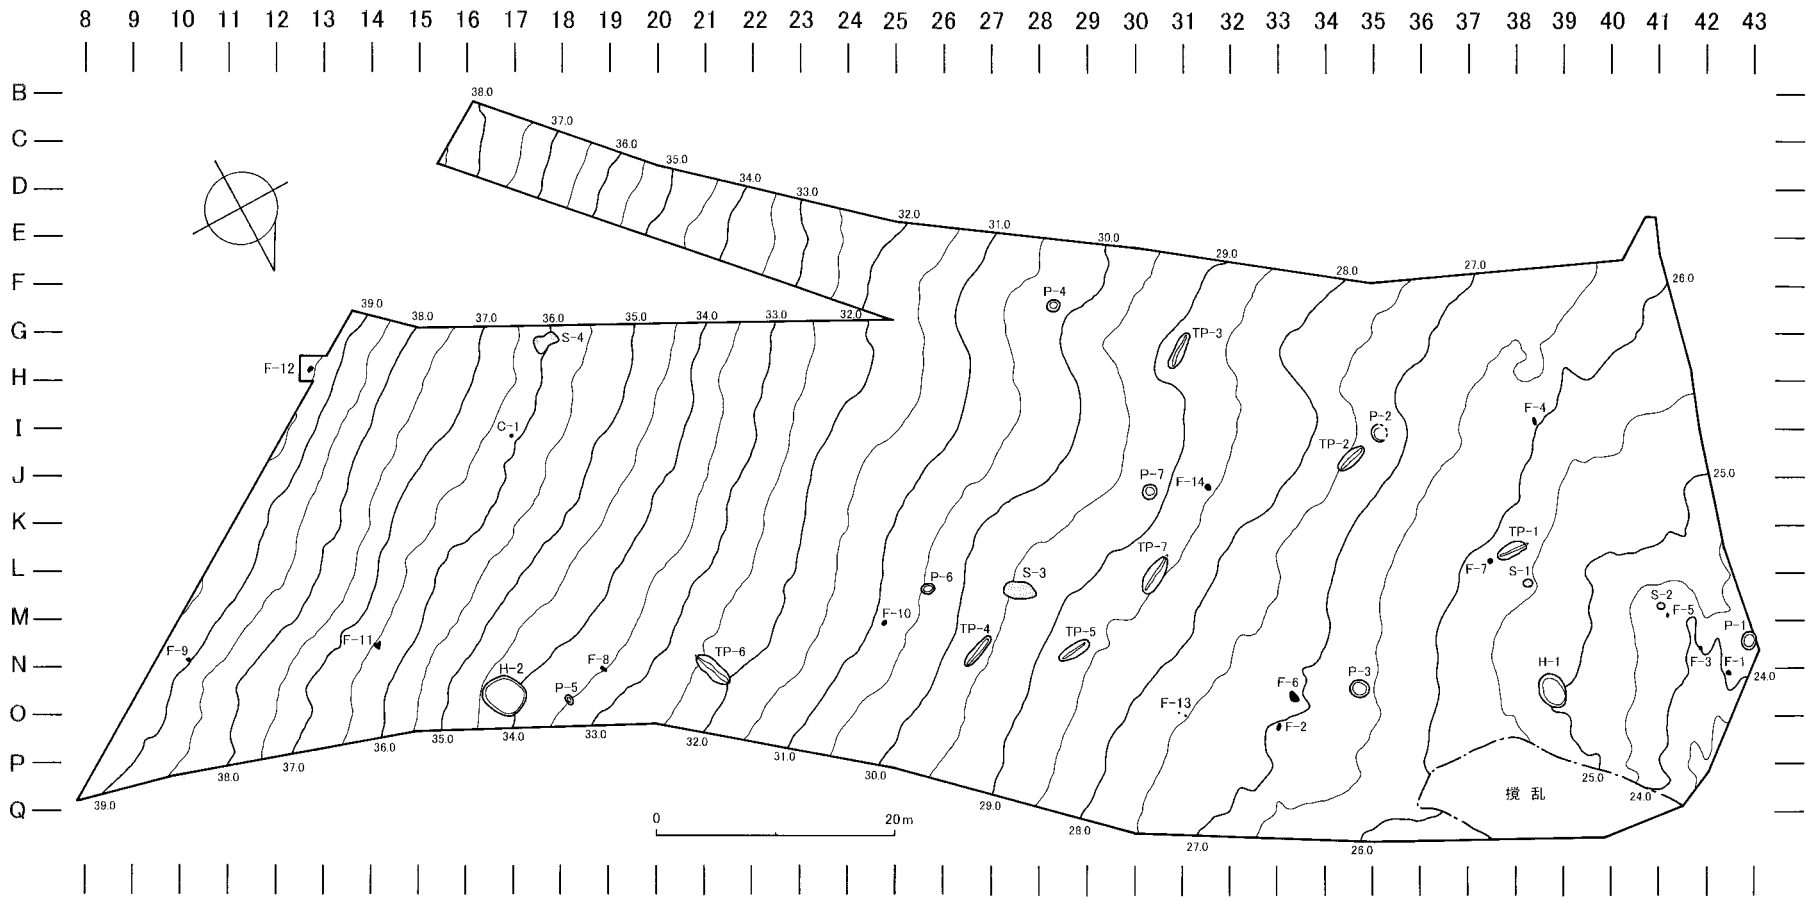 8 9 10 11 12 13 14 15 16 17 18 19 20 21 22 23 24 25 26 27 28 29 30 31 32 33 34 35 36 37 38 39 40 41 42 43
B
38.0
37.0
C
36.0
35.0
D
34.0
33.0
32.0
E
31.0
30.0
29.0
28.0
27.0
F
26.0
P-4
39.0
38.0
37.0
36.0
35.0
34.0
33.0
32.0
G
S-4
TP-3
F-12
H
F-4
P-2
I
C-1
TP-2
J
25.0
P-7
F-14
K
TP-1
TP-7
L
F-7
S-1
P-6
S-3
S-2
F-5
M
F-10
P-1
F-11
TP-4
TP-5
F-9
N
F-3
F-1
24.0
H-2
F-8
TP-6
P-3
H-1
P-5
F-6
F-13
O
F-2
36.0
35.0
34.0
33.0
32.0
31.0
30.0
P
39.0
38.0
37.0
25.0
24.0
撹乱
29.0
28.0
27.0
26.0
Q
0 20m